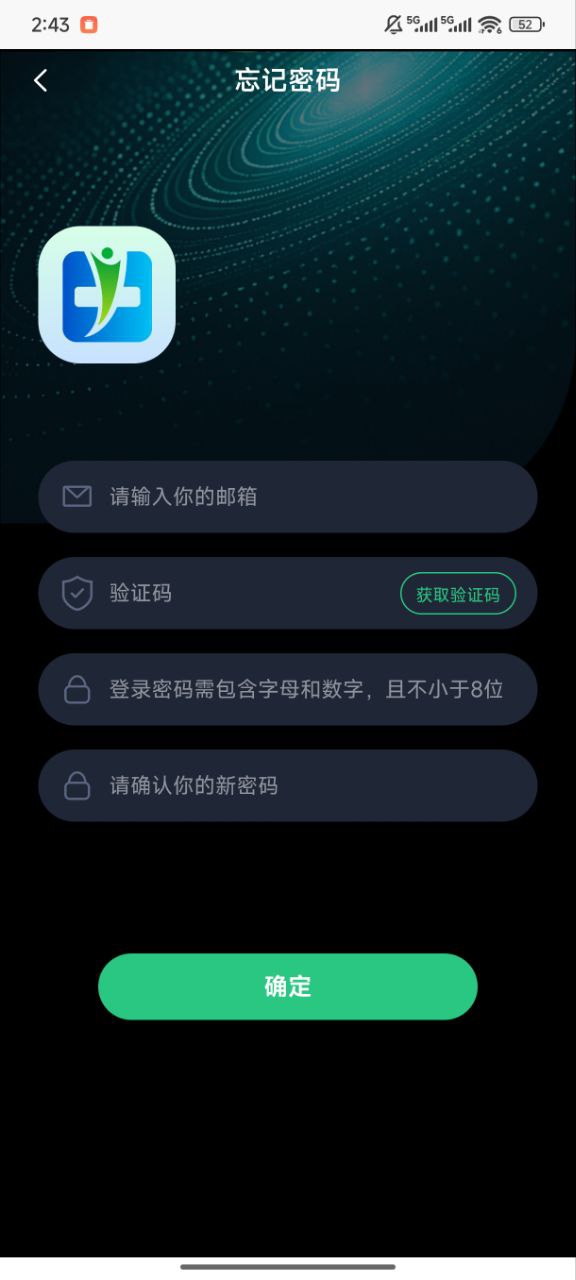 2:43
5G 5G 52
忘记密码
请输入你的邮箱
验证码
获取验证码
登录密码需包含字母和数字，且不小于8位
请确认你的新密码
确定